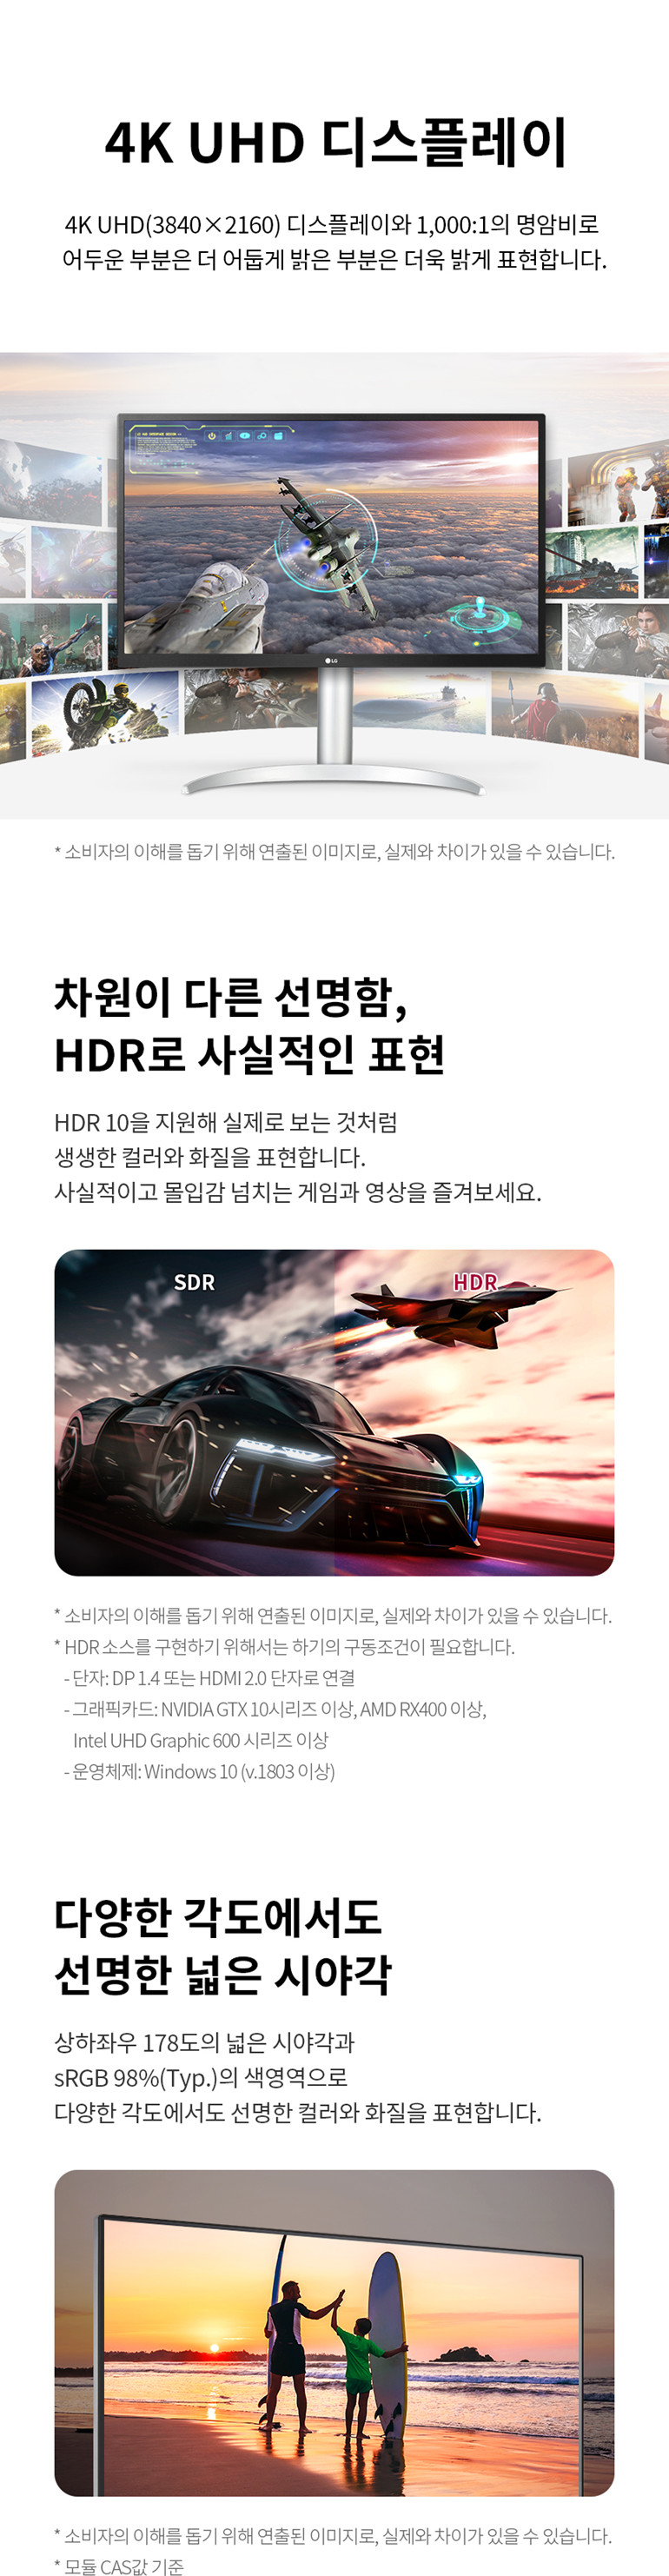 4K UHD 디스플레이
4K UHD(3840×2160) 디스플레이와 1,000:1의 명암비로
어두운 부분은 더 어둡게 밝은 부분은 더욱 밝게 표현합니다.
LG
* 소비자의 이해를 돕기 위해 연출된 이미지로, 실제와 차이가 있을 수 있습니다.
차원이 다른 선명함,
HDR로 사실적인 표현
HDR 10을 지원해 실제로 보는 것처럼
생생한 컬러와 화질을 표현합니다.
사실적이고 몰입감 넘치는 게임과 영상을 즐겨보세요.
SDR
HDR
* 소비자의 이해를 돕기 위해 연출된 이미지로, 실제와 차이가 있을 수 있습니다.
* HDR 소스를 구현하기 위해서는 하기의 구동조건이 필요합니다.
- 단자: DP 1.4 또는 HDMI 2.0 단자로 연결
- 그래픽카드: NVIDIA GTX 10시리즈 이상, AMD RX400 이상,
Intel UHD Graphic 600 시리즈 이상
- 운영체제: Windows 10 (v.1803 이상)
다양한 각도에서도
선명한 넓은 시야각
상하좌우 178도의 넓은 시야각과
sRGB 98%(Typ.)의 색영역으로
다양한 각도에서도 선명한 컬러와 화질을 표현합니다.
* 소비자의 이해를 돕기 위해 연출된 이미지로, 실제와 차이가 있을 수 있습니다.
* 모듈 CAS값 기준